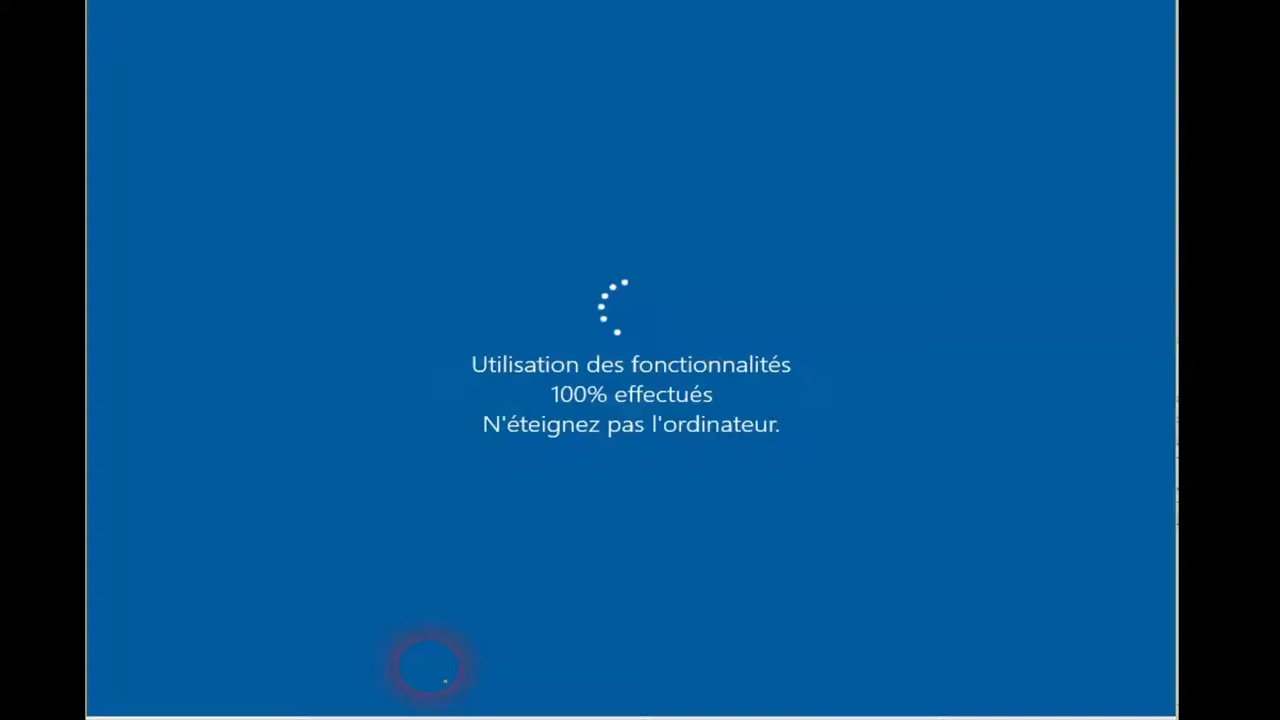 Utilisation des fonctionnalités
100% effectués
N'éteignez pas l'ordinateur.